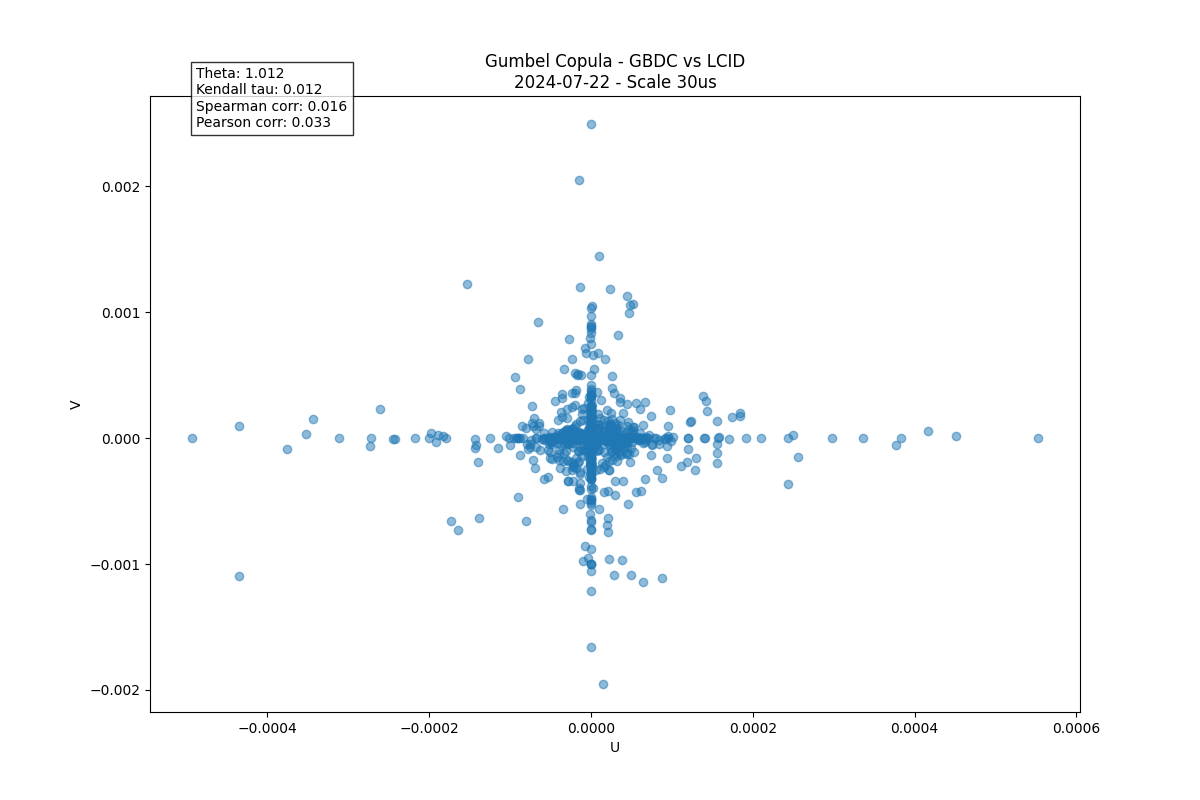 Gumbel Copula - GBDC vs LCID
2024-07-22 - Scale 30us
Theta: 1.012
Kendall tau: 0.012
Spearman corr: 0.016
Pearson corr: 0.033
0.002
0.001
0.000
−0.001
−0.002
V
−0.0004
−0.0002
0.0000
0.0002
0.0004
0.0006
U